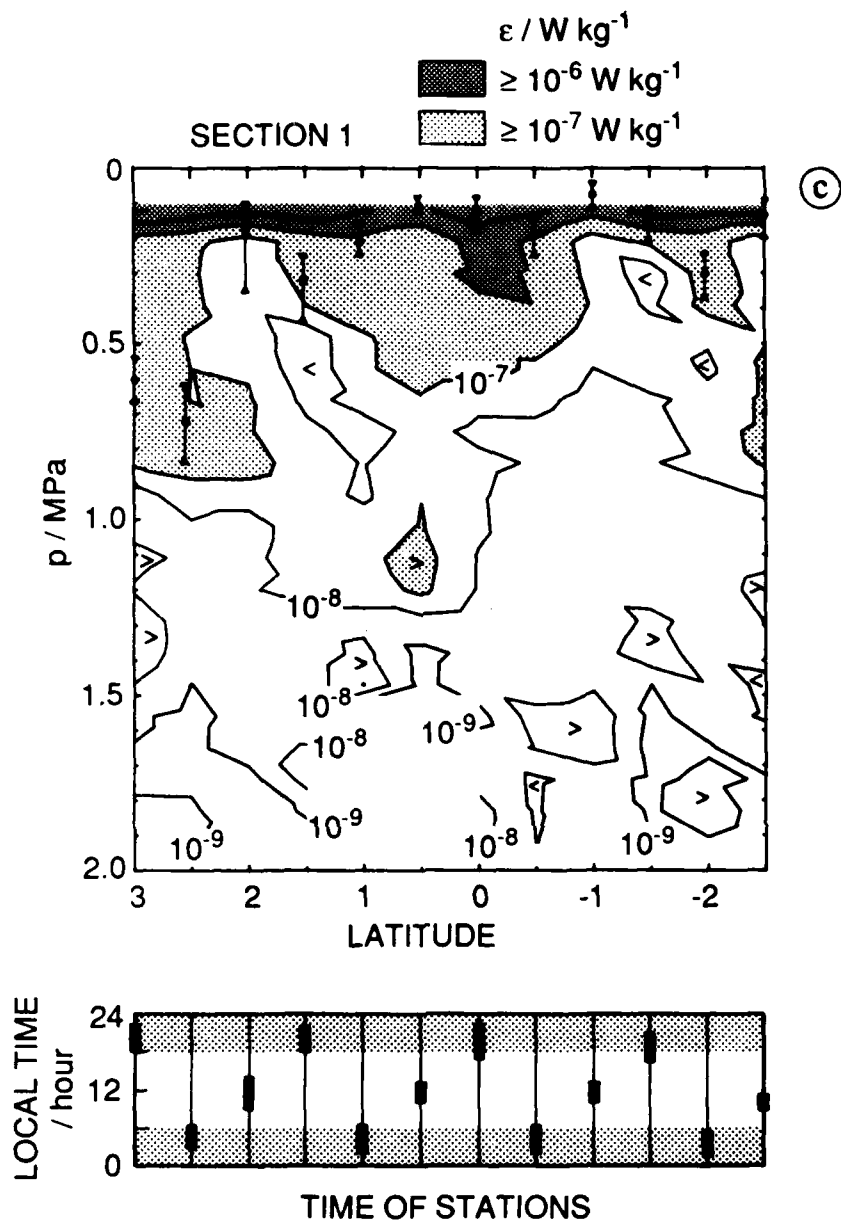 ε / W kg⁻¹
≥ 10⁻⁶ W kg⁻¹
≥ 10⁻⁷ W kg⁻¹
SECTION 1
c
0
0.5
1.0
1.5
2.0
p / MPa
<
<
<
10⁻⁷
>
>
>
10⁻⁸
>
>
>
<
10⁻⁸
10⁻⁸
10⁻⁹
>
<
>
10⁻⁹
10⁻⁹
10⁻⁸
10⁻⁹
3 2 1 0 -1 -2
LATITUDE
LOCAL TIME
/ hour
24
12
0
TIME OF STATIONS